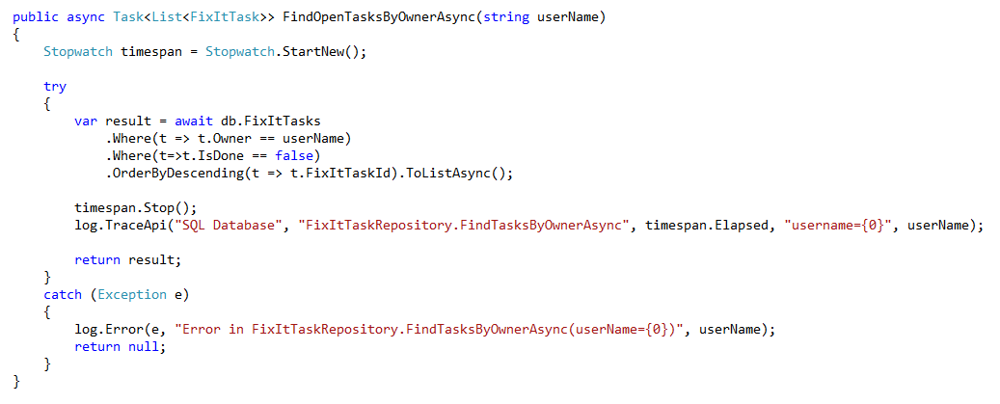 public async Task<List<FixItTask>> FindOpenTasksByOwnerAsync(string userName)
{
    Stopwatch timespan = Stopwatch.StartNew();

    try
    {
        var result = await db.FixItTasks
            .Where(t => t.Owner == userName)
            .Where(t=>t.IsDone == false)
            .OrderByDescending(t => t.FixItTaskId).ToListAsync();

        timespan.Stop();
        log.TraceApi("SQL Database", "FixItTaskRepository.FindTasksByOwnerAsync", timespan.Elapsed, "username={0}", userName);

        return result;
    }
    catch (Exception e)
    {
        log.Error(e, "Error in FixItTaskRepository.FindTasksByOwnerAsync(userName={0})", userName);
        return null;
    }
}